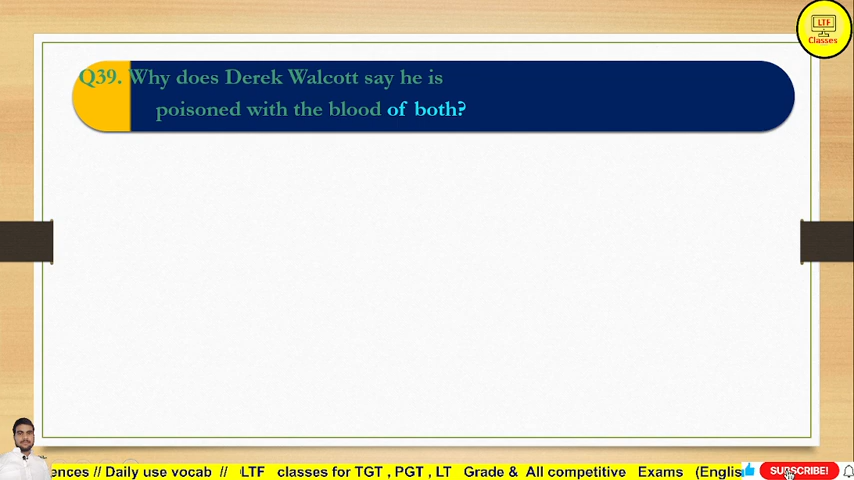 LTF
Classes
Q39. Why does Derek Walcott say he is
poisoned with the blood of both?
ences // Daily use vocab // LTF classes for TGT , PGT , LT Grade & All competitive Exams (Englis
SUBSCRIBE!